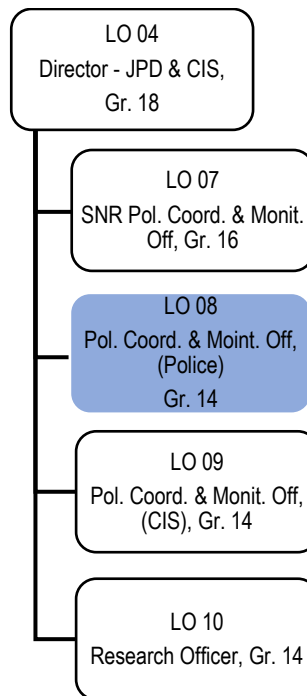 LO 04
Director - JPD & CIS,
Gr. 18
LO 07
SNR Pol. Coord. & Monit.
Off, Gr. 16
LO 08
Pol. Coord. & Moint. Off,
(Police)
Gr. 14
LO 09
Pol. Coord. & Monit. Off,
(CIS), Gr. 14
LO 10
Research Officer, Gr. 14